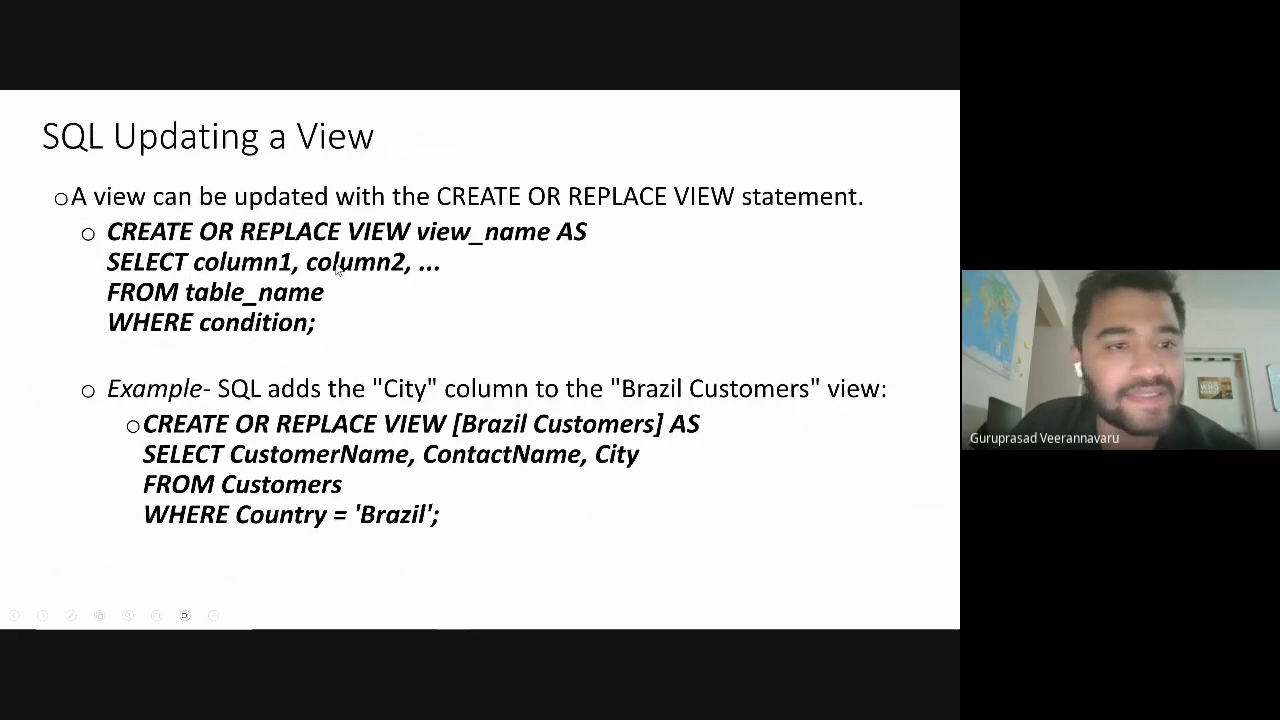 SQL Updating a View
oA view can be updated with the CREATE OR REPLACE VIEW statement.
o CREATE OR REPLACE VIEW view_name AS
SELECT column1, column2, ...
FROM table_name
WHERE condition;
o Example- SQL adds the "City" column to the "Brazil Customers" view:
oCREATE OR REPLACE VIEW [Brazil Customers] AS
SELECT CustomerName, ContactName, City
FROM Customers
WHERE Country = 'Brazil';
Guruprasad Veerannavaru